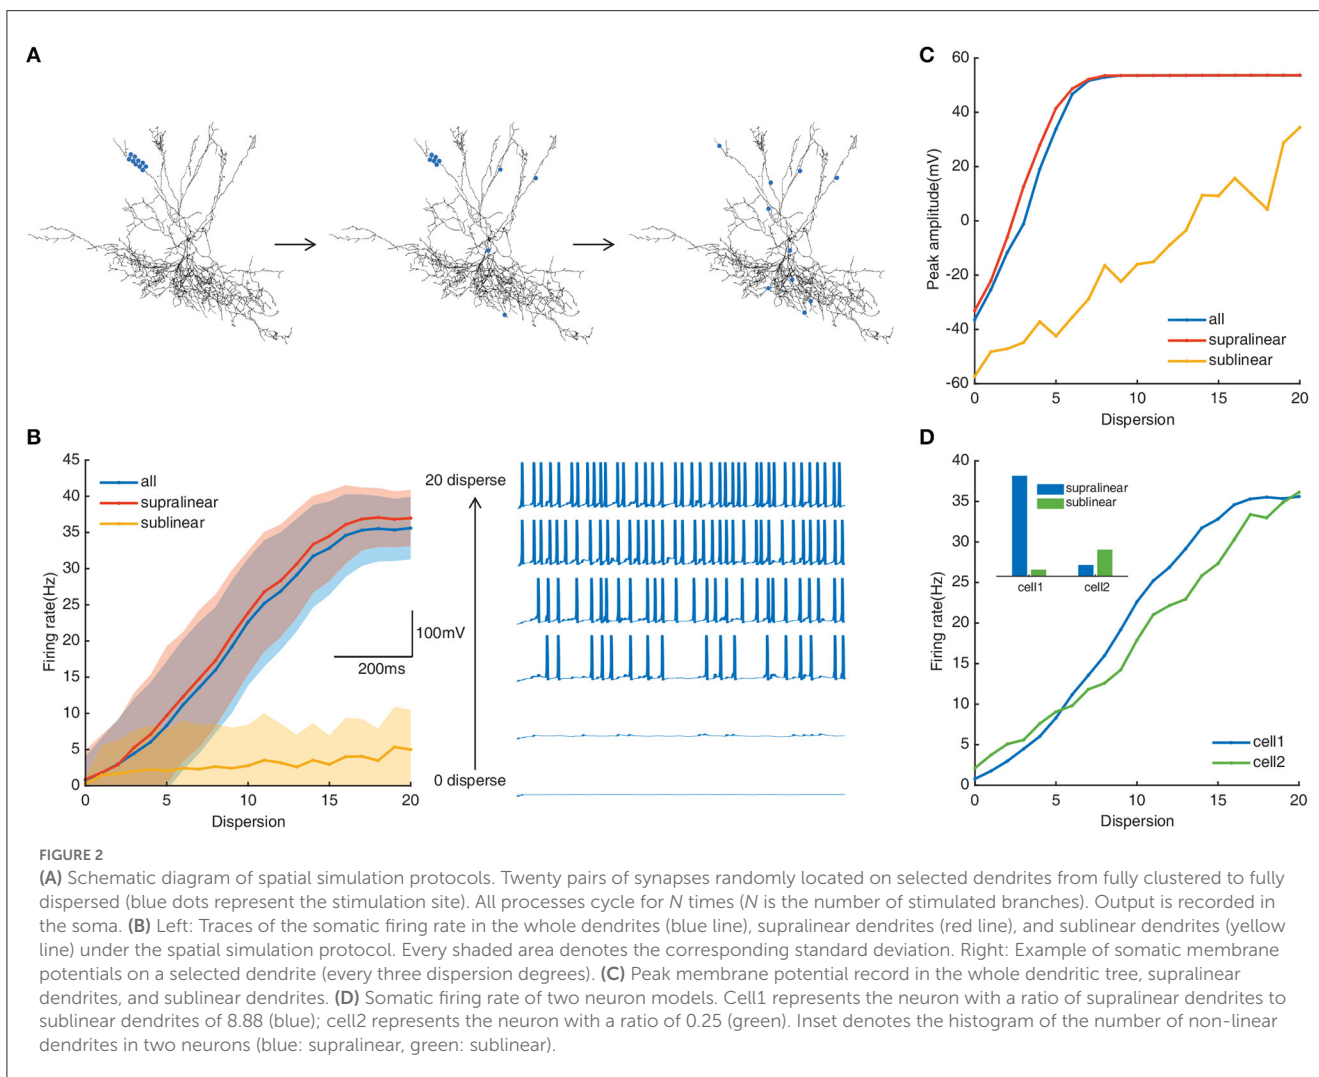 A
B
45
40
35
30
25
20
15
10
5
0
Firing rate(Hz)
all
supralinear
sublinear
100mV
200ms
0
5
10
15
20
Dispersion
20 disperse
0 disperse
C
60
40
20
0
-20
-40
-60
Peak amplitude(mV)
all
supralinear
sublinear
0
5
10
15
20
Dispersion
D
40
35
30
25
20
15
10
5
0
Firing rate(Hz)
supralinear
sublinear
cell1
cell2
cell1
cell2
0
5
10
15
20
Dispersion
FIGURE 2
(A) Schematic diagram of spatial simulation protocols. Twenty pairs of synapses randomly located on selected dendrites from fully clustered to fully
dispersed (blue dots represent the stimulation site). All processes cycle for N times (N is the number of stimulated branches). Output is recorded in
the soma. (B) Left: Traces of the somatic firing rate in the whole dendrites (blue line), supralinear dendrites (red line), and sublinear dendrites (yellow
line) under the spatial simulation protocol. Every shaded area denotes the corresponding standard deviation. Right: Example of somatic membrane
potentials on a selected dendrite (every three dispersion degrees). (C) Peak membrane potential record in the whole dendritic tree, supralinear
dendrites, and sublinear dendrites. (D) Somatic firing rate of two neuron models. Cell1 represents the neuron with a ratio of supralinear dendrites to
sublinear dendrites of 8.88 (blue); cell2 represents the neuron with a ratio of 0.25 (green). Inset denotes the histogram of the number of non-linear
dendrites in two neurons (blue: supralinear, green: sublinear).